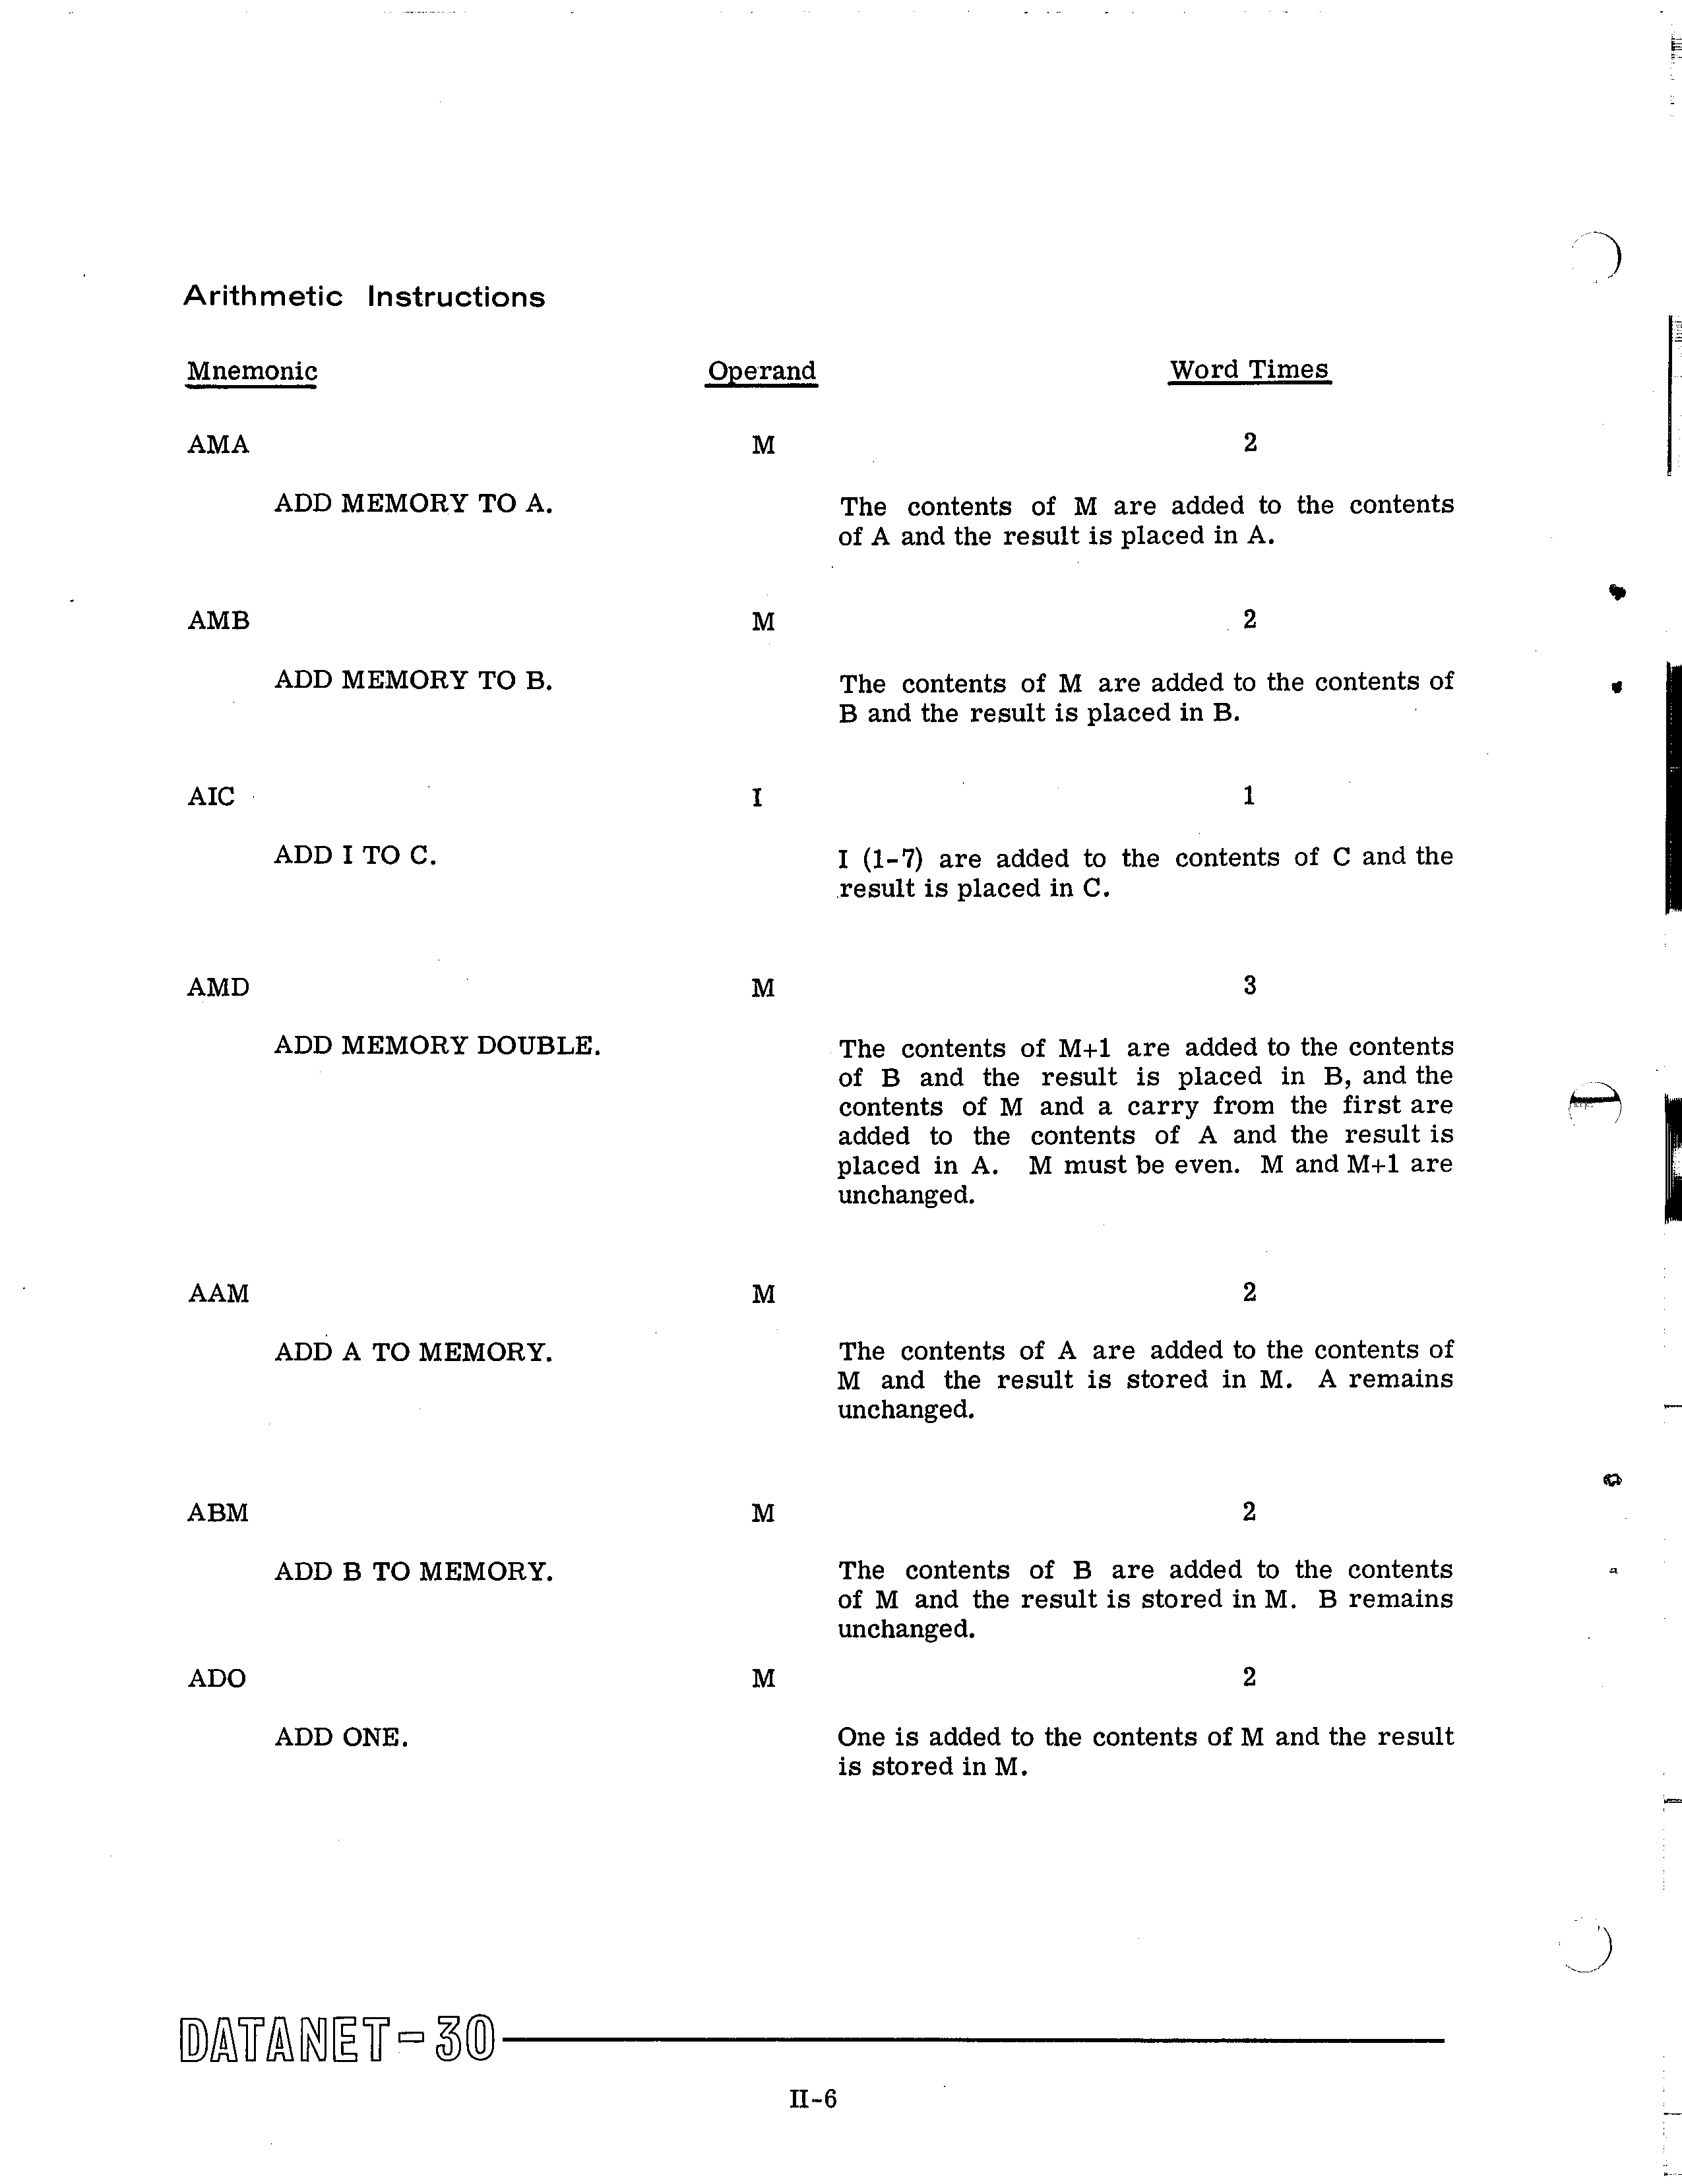 Arithmetic Instructions
Mnemonic Operand Word Times
AMA M 2
ADD MEMORY TO A. The contents of M are added to the contents
of A and the result is placed in A.
AMB M 2
ADD MEMORY TO B. The contents of M are added to the contents of
B and the result is placed in B.
AIC I 1
ADD I TO C. I (1-7) are added to the contents of C and the
result is placed in C.
AMD M 3
ADD MEMORY DOUBLE. The contents of M+1 are added to the contents
of B and the result is placed in B, and the
contents of M and a carry from the first are
added to the contents of A and the result is
placed in A. M must be even. M and M+1 are
unchanged.
AAM M 2
ADD A TO MEMORY. The contents of A are added to the contents of
M and the result is stored in M. A remains
unchanged.
ABM M 2
ADD B TO MEMORY. The contents of B are added to the contents
of M and the result is stored in M. B remains
unchanged.
ADO M 2
ADD ONE. One is added to the contents of M and the result
is stored in M.
DATANET-30
II-6